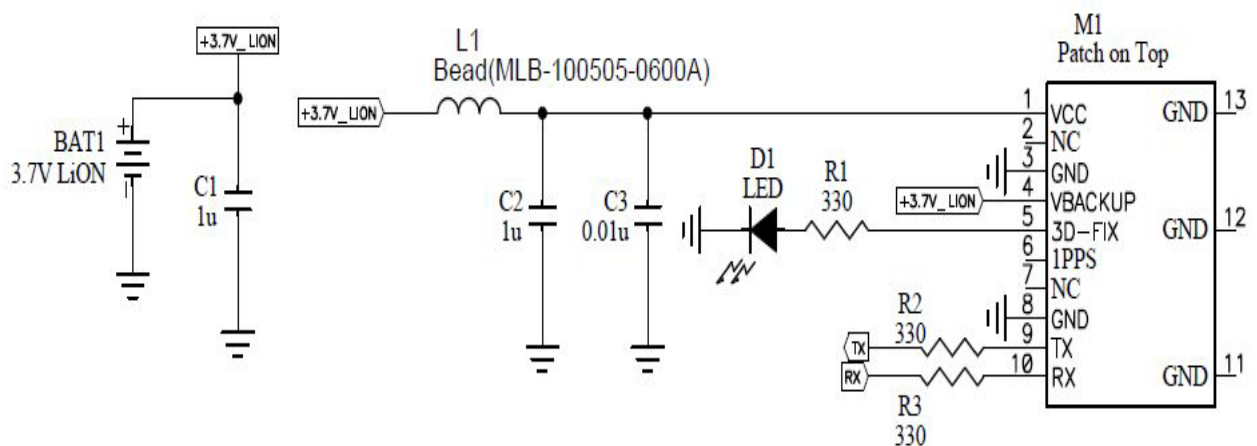 +3.7V_LION
BAT1
3.7V LiON
+
C1
1u
+3.7V_LION
L1
Bead(MLB-100505-0600A)
C2
1u
C3
0.01u
D1
LED
R1
330
+3.7V_LION
R2
330
TX
RX
R3
330
M1
Patch on Top
1 VCC
2 NC
3 GND
4 VBACKUP
5 3D-FIX
6 1PPS
7 NC
8 GND
9 TX
10 RX
GND 13
GND 12
GND 11